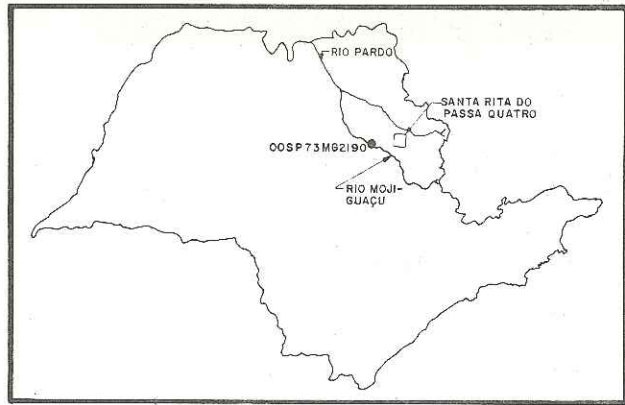 RIO PARDO
SANTA RITA DO
PASSA QUATRO
OOSP73MG2190
RIO MOJI-
GUAÇU